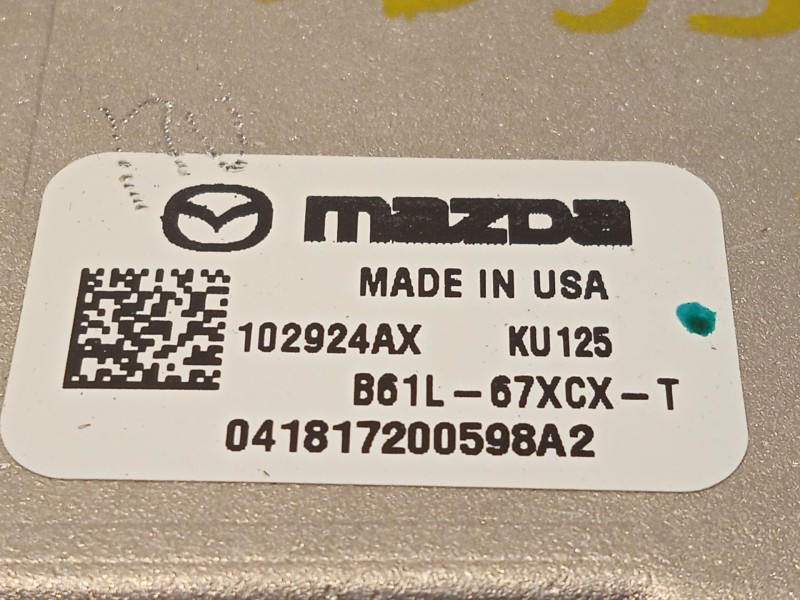 mazda
MADE IN USA
102924AX KU125
B61L-67XCX-T
041817200598A2